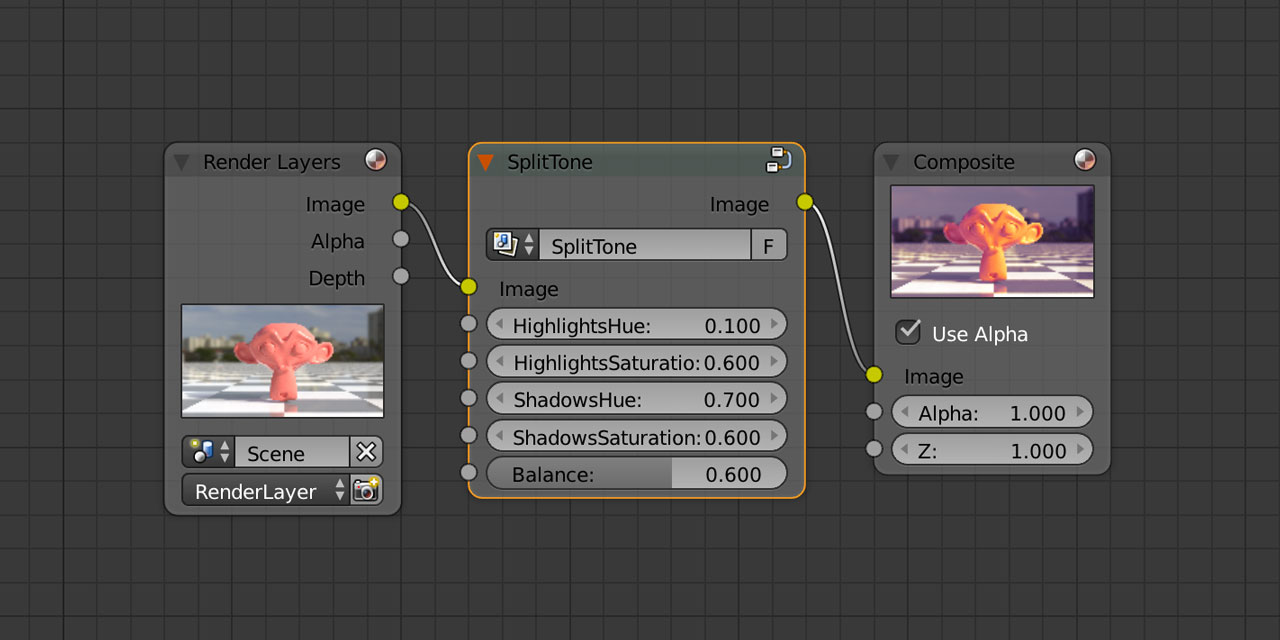 Render Layers
Image
Alpha
Depth
Scene
RenderLayer
SplitTone
Image
SplitTone F
Image
HighlightsHue: 0.100
HighlightsSaturatio: 0.600
ShadowsHue: 0.700
ShadowsSaturation: 0.600
Balance: 0.600
Composite
Use Alpha
Image
Alpha: 1.000
Z: 1.000